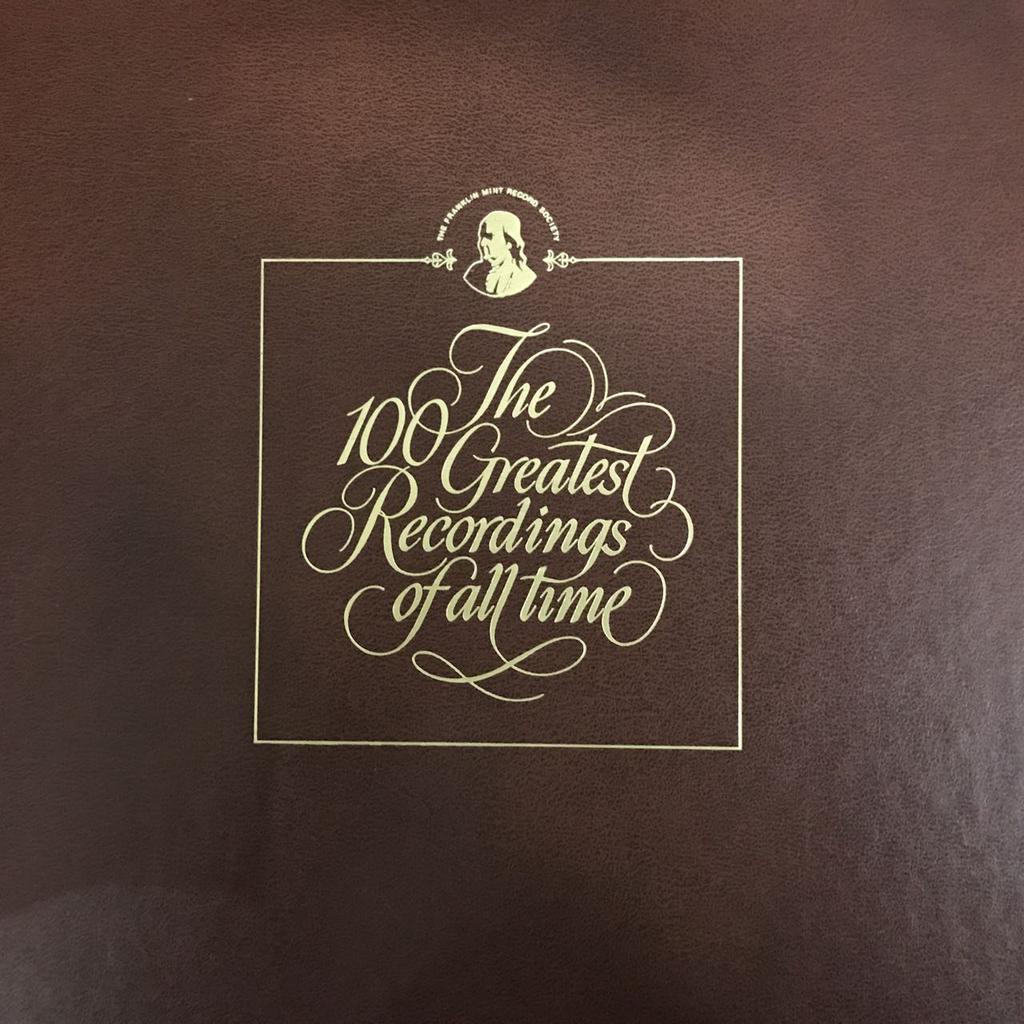 THE FRANKLIN MINT RECORD SOCIETY
The
100 Greatest
Recordings
of all time